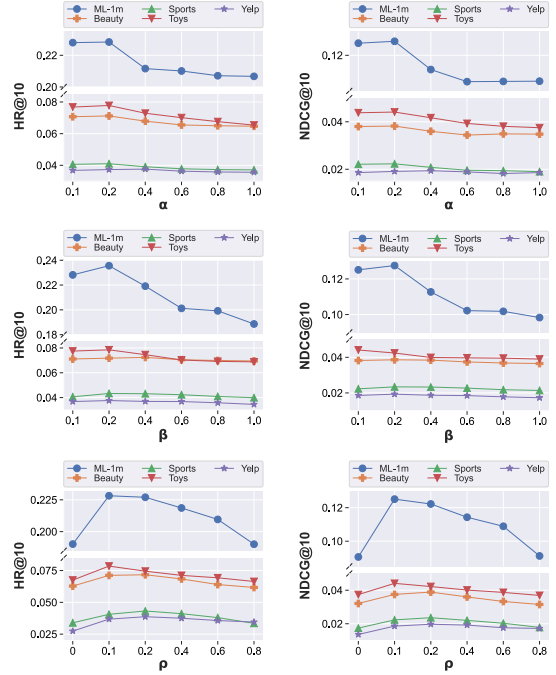 ML-1m Sports Yelp
Beauty Toys
HR@10
0.22
0.20
0.08
0.06
0.04
0.1 0.2 0.4 0.6 0.8 1.0
α
ML-1m Sports Yelp
Beauty Toys
NDCG@10
0.12
0.04
0.02
0.1 0.2 0.4 0.6 0.8 1.0
α
ML-1m Sports Yelp
Beauty Toys
HR@10
0.24
0.22
0.20
0.18
0.08
0.06
0.04
0.1 0.2 0.4 0.6 0.8 1.0
β
ML-1m Sports Yelp
Beauty Toys
NDCG@10
0.12
0.10
0.04
0.02
0.1 0.2 0.4 0.6 0.8 1.0
β
ML-1m Sports Yelp
Beauty Toys
HR@10
0.225
0.200
0.075
0.050
0.025
0 0.1 0.2 0.4 0.6 0.8
ρ
ML-1m Sports Yelp
Beauty Toys
NDCG@10
0.12
0.10
0.04
0.02
0 0.1 0.2 0.4 0.6 0.8
ρ